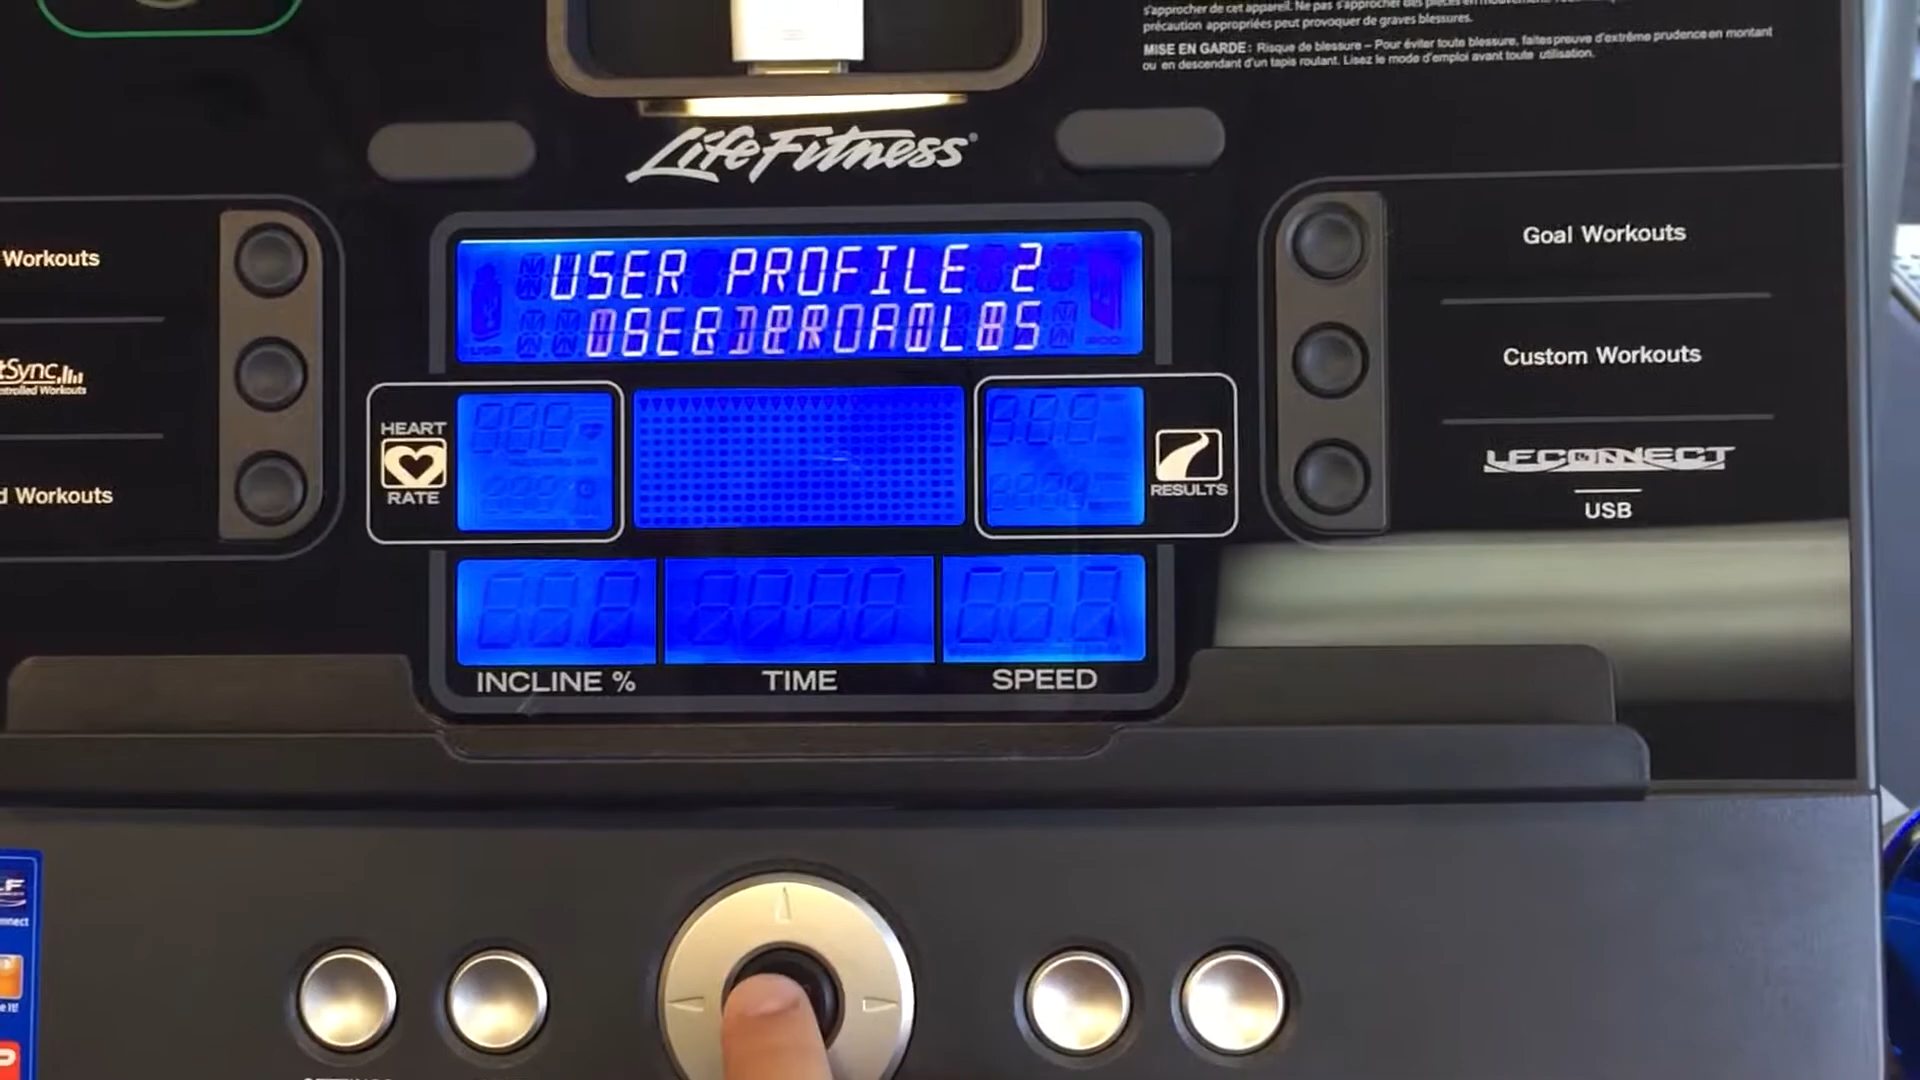 s'approcher de cet appareil. Ne pas s'approcher des pièces en
précaution appropriées peut provoquer de graves blessures.
MISE EN GARDE : Risque de blessure – Pour éviter toute blessure, faites preuve d'extrême prudence en montant
ou en descendant d'un tapis roulant. Lisez le mode d'emploi avant toute utilisation.
LifeFitness
USER PROFILE 2
Workouts
tSync
ntrolled Workouts
d Workouts
HEART
RATE
RESULTS
INCLINE %
TIME
SPEED
Goal Workouts
Custom Workouts
LFCONNECT
USB
LF
nnect